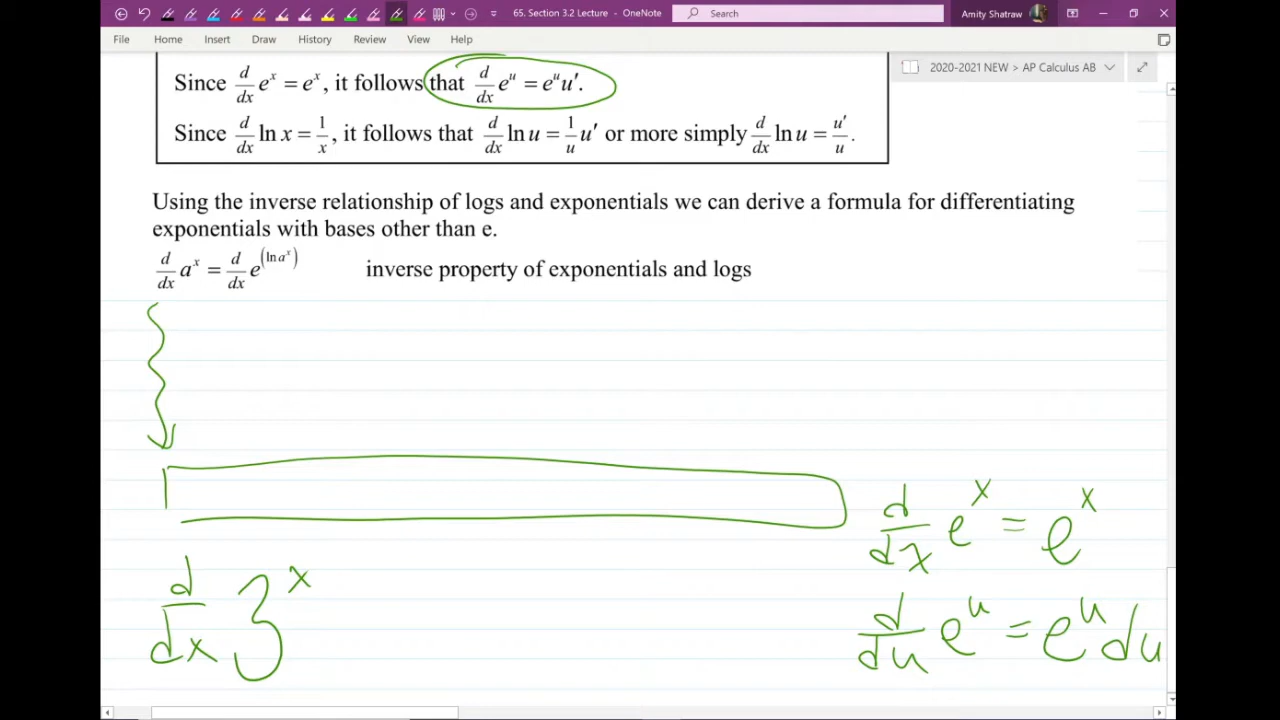 65. Section 3.2 Lecture - OneNote
Search
Amity Shatraw
File Home Insert Draw History Review View Help
2020-2021 NEW > AP Calculus AB
Since d/dx e^x = e^x, it follows that d/dx e^u = e^u u′.
Since d/dx ln x = 1/x, it follows that d/dx ln u = 1/u u′ or more simply d/dx ln u = u′/u.
Using the inverse relationship of logs and exponentials we can derive a formula for differentiating
exponentials with bases other than e.
d/dx a^x = d/dx e^(ln a^x) inverse property of exponentials and logs
d/dx e^x = e^x
d/dx 3^x
d/du e^u = e^u du